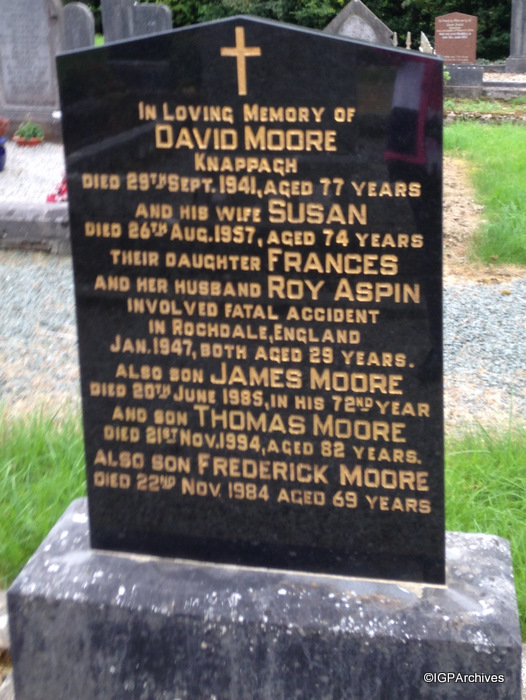 In Loving Memory of
DAVID MOORE
Knappagh
Died 29TH Sept. 1941, Aged 77 Years
And his wife SUSAN
Died 26TH Aug. 1957, Aged 74 Years
Their daughter FRANCES
And her husband ROY ASPIN
Involved fatal accident
in Rochdale, England
Jan. 1947, Both aged 29 years.
Also son JAMES MOORE
Died 20TH June 1985, in his 72ND year
And son THOMAS MOORE
Died 21ST Nov. 1994, Aged 82 years.
Also son FREDERICK MOORE
Died 22ND Nov 1984 Aged 69 years
©IGPArchives